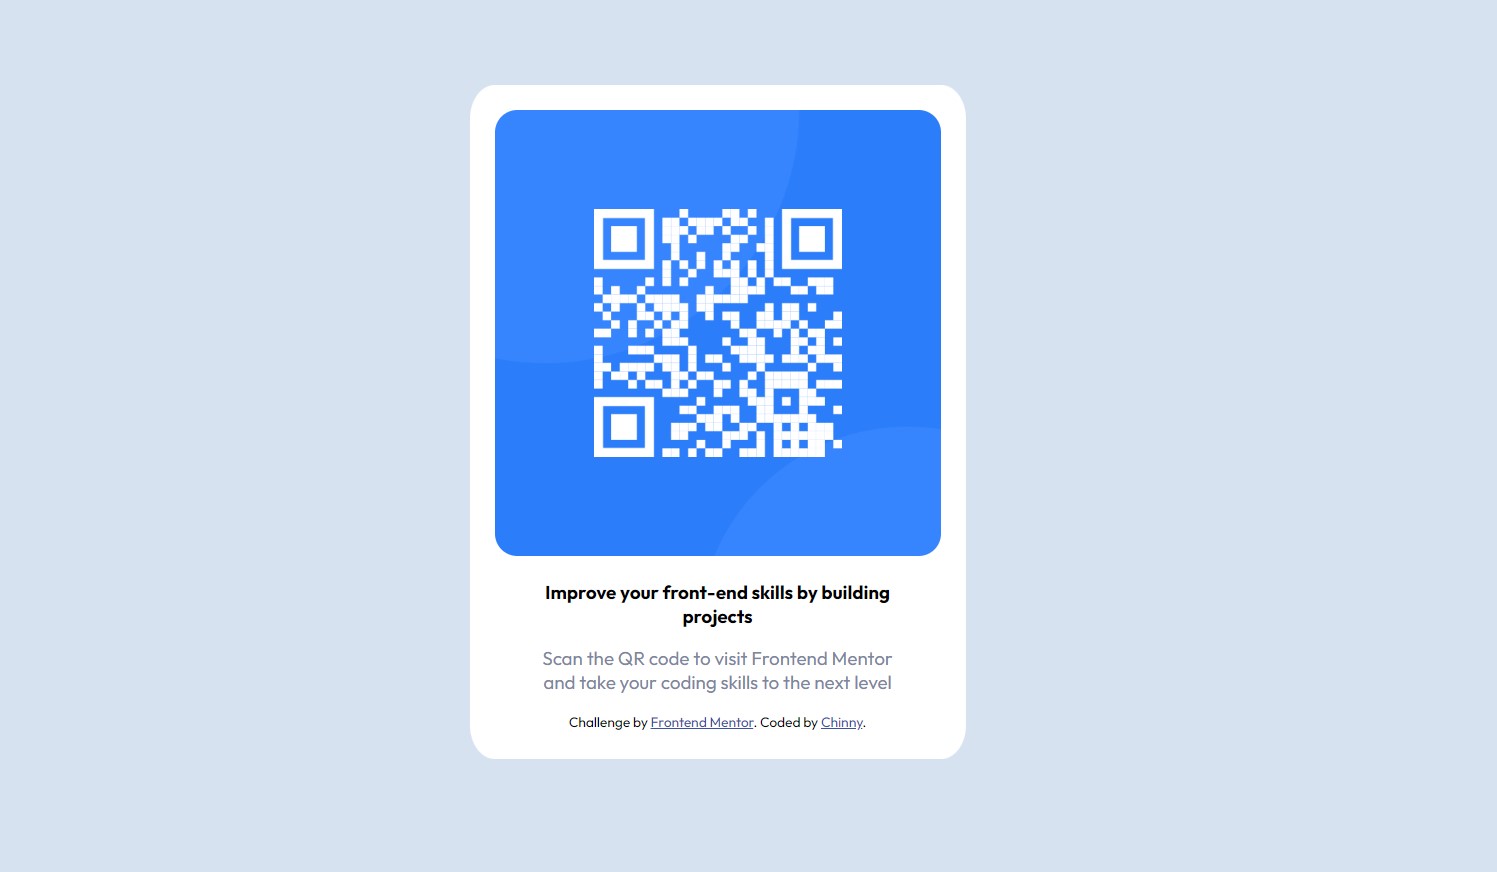 Improve your front-end skills by building
projects
Scan the QR code to visit Frontend Mentor
and take your coding skills to the next level
Challenge by Frontend Mentor. Coded by Chinny.